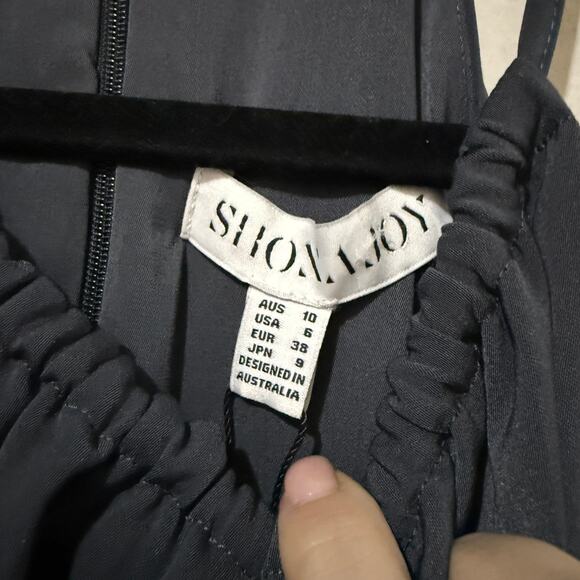 SHONA JOY
AUS 10
USA 6
EUR 38
JPN 9
DESIGNED IN
AUSTRALIA